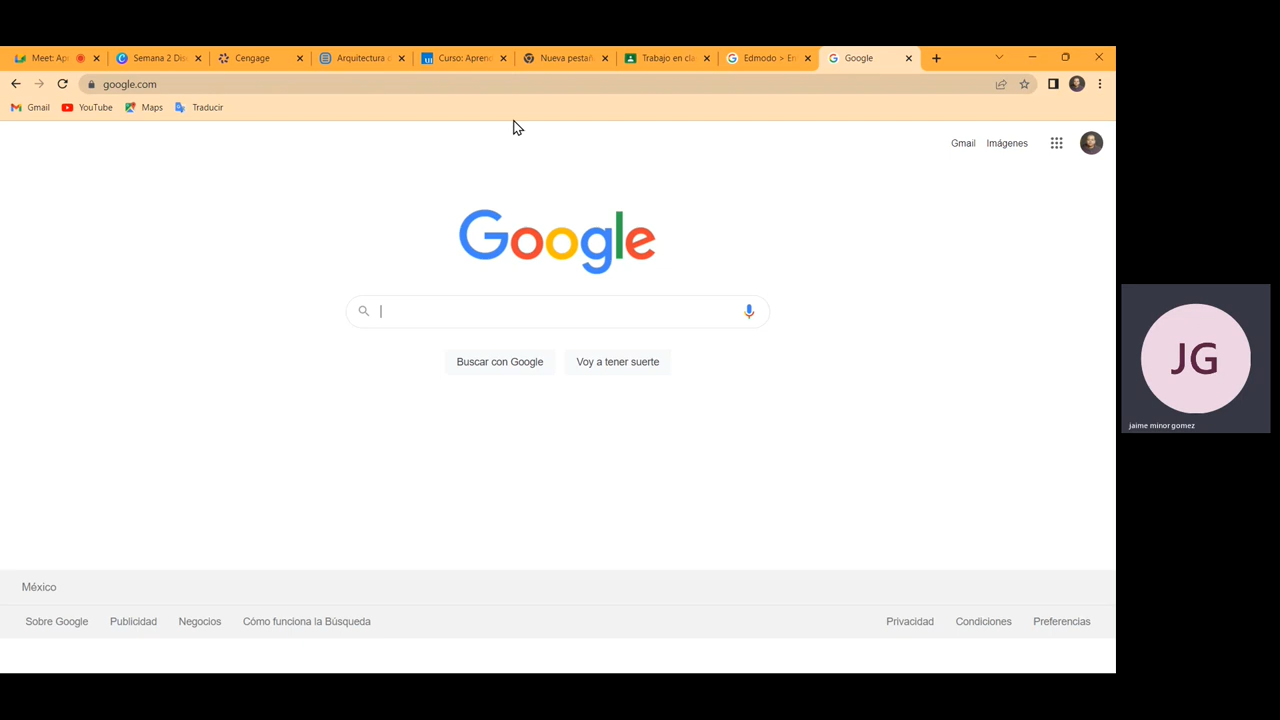 Meet: Ap
Semana 2 Dis
Cengage
Arquitectura c
Curso: Apren
Nueva pestañ
Trabajo en cla
Edmodo > En
Google
google.com
Gmail
YouTube
Maps
Traducir
Gmail
Imágenes
Google
Buscar con Google
Voy a tener suerte
JG
jaime minor gomez
México
Sobre Google
Publicidad
Negocios
Cómo funciona la Búsqueda
Privacidad
Condiciones
Preferencias